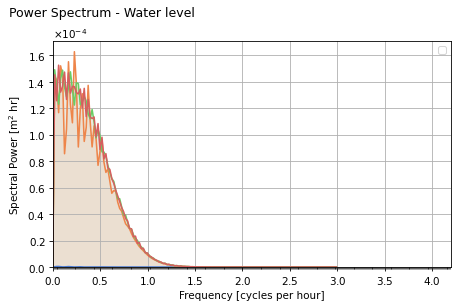 Power Spectrum - Water level
×10⁻⁴
1.6
1.4
1.2
1.0
0.8
0.6
0.4
0.2
0.0
Spectral Power [m² hr]
0.0 0.5 1.0 1.5 2.0 2.5 3.0 3.5 4.0
Frequency [cycles per hour]